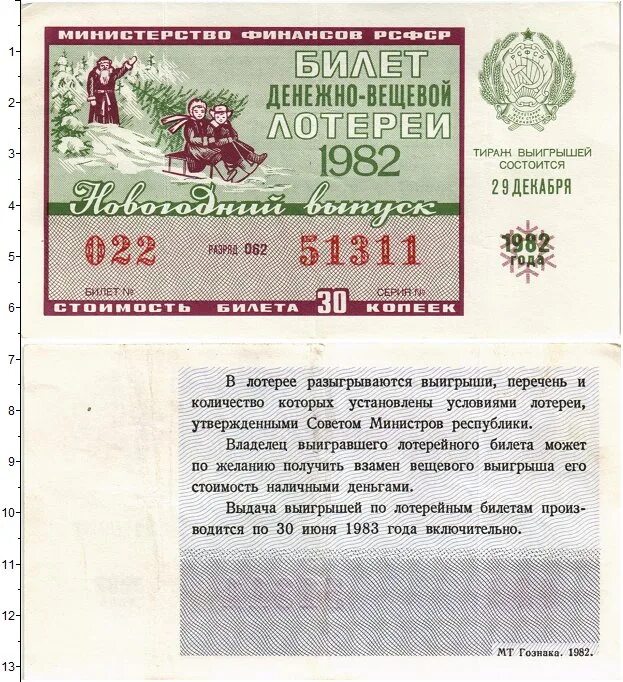 МИНИСТЕРСТВО ФИНАНСОВ РСФСР
БИЛЕТ
ДЕНЕЖНО-ВЕЩЕВОЙ
ЛОТЕРЕИ
1982
Новогодний выпуск
022 РАЗРЯД 062 51311
БИЛЕТ № СЕРИЯ №
СТОИМОСТЬ БИЛЕТА 30 КОПЕЕК
РСФСР
ТИРАЖ ВЫИГРЫШЕЙ
СОСТОИТСЯ
29 ДЕКАБРЯ
1982
ГОДА
В лотерее разыгрываются выигрыши, перечень и
количество которых установлены условиями лотереи,
утвержденными Советом Министров республики.
Владелец выигравшего лотерейного билета может
по желанию получить взамен вещевого выигрыша его
стоимость наличными деньгами.
Выдача выигрышей по лотерейным билетам произ-
водится по 30 июня 1983 года включительно.
МТ Гознака. 1982.
1
2
3
4
5
6
7
8
9
10
11
12
13